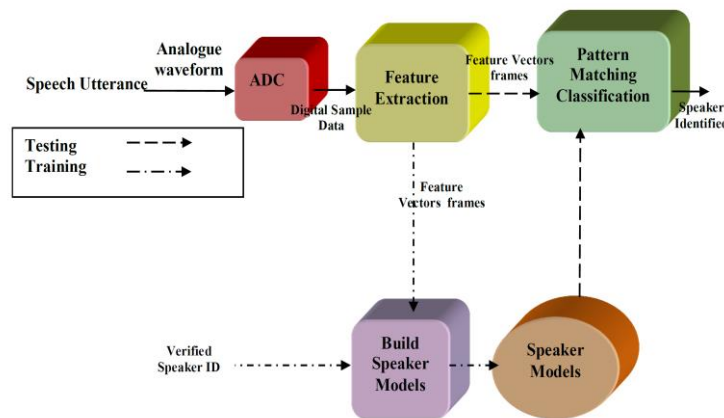 Analogue
waveform
Speech Utterance
ADC
Digital Sample
Data
Feature
Extraction
Feature Vectors
frames
Pattern
Matching
Classification
Speaker
Identified
Testing
Training
Feature
Vectors frames
Verified
Speaker ID
Build
Speaker
Models
Speaker
Models